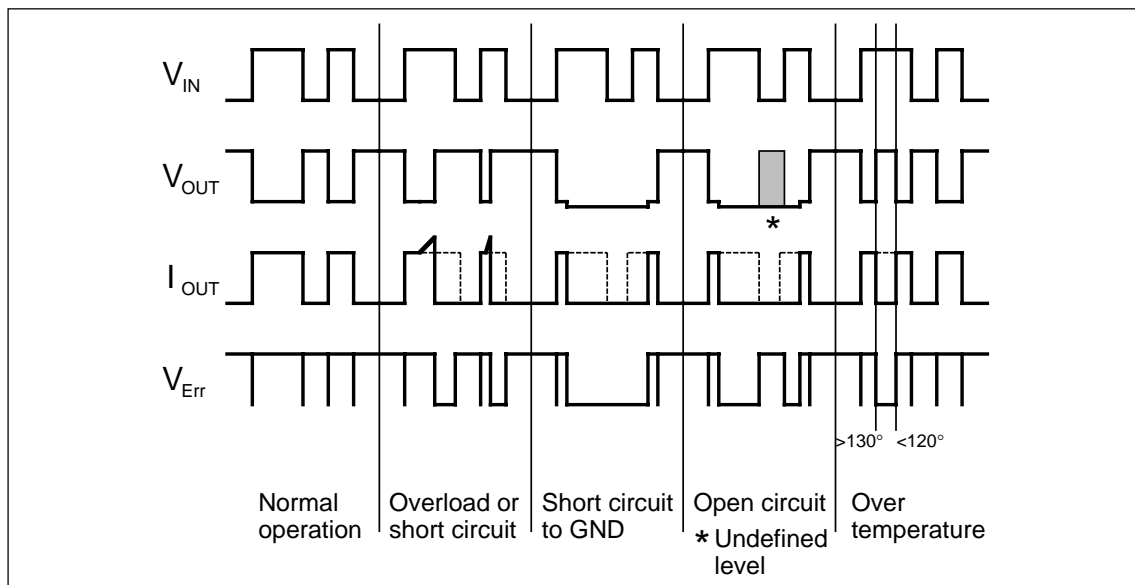 VIN
VOUT
*
I OUT
VErr
>130° <120°
Normal operation
Overload or short circuit
Short circuit to GND
Open circuit
* Undefined level
Over temperature